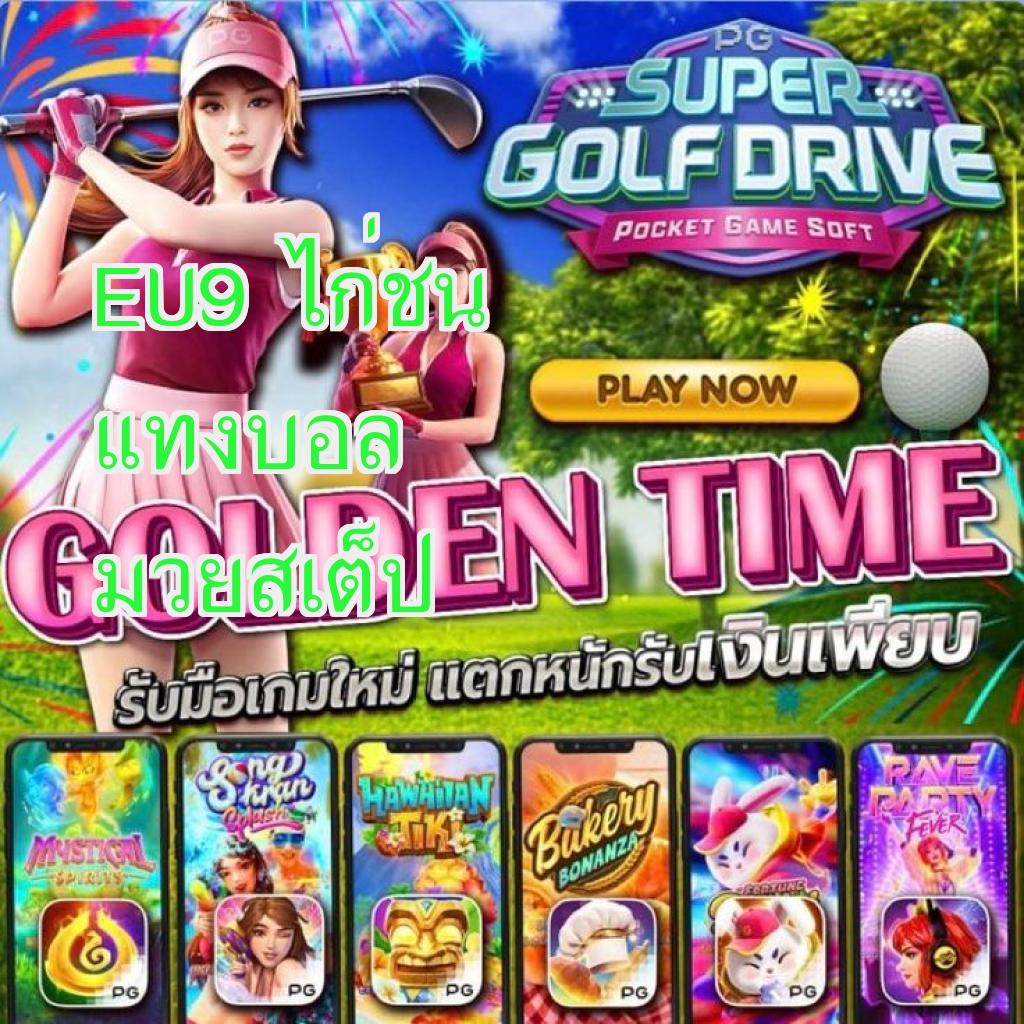 PG
PG
SUPER
GOLF DRIVE
POCKET GAME SOFT
EU9 ไก่ชน
PLAY NOW
แทงบอล
GOLDEN TIME
มวยสเต็ป
รับมือเกมใหม่ แตกหนักรับเงินเพียบ
MYSTICAL
SPIRITS
PG
Songkran
Splash
PG
HAWAIIAN
TIKI
PG
Bakery
BONANZA
PG
FORTUNE
PG
RAVE
PARTY
FEVER
PG